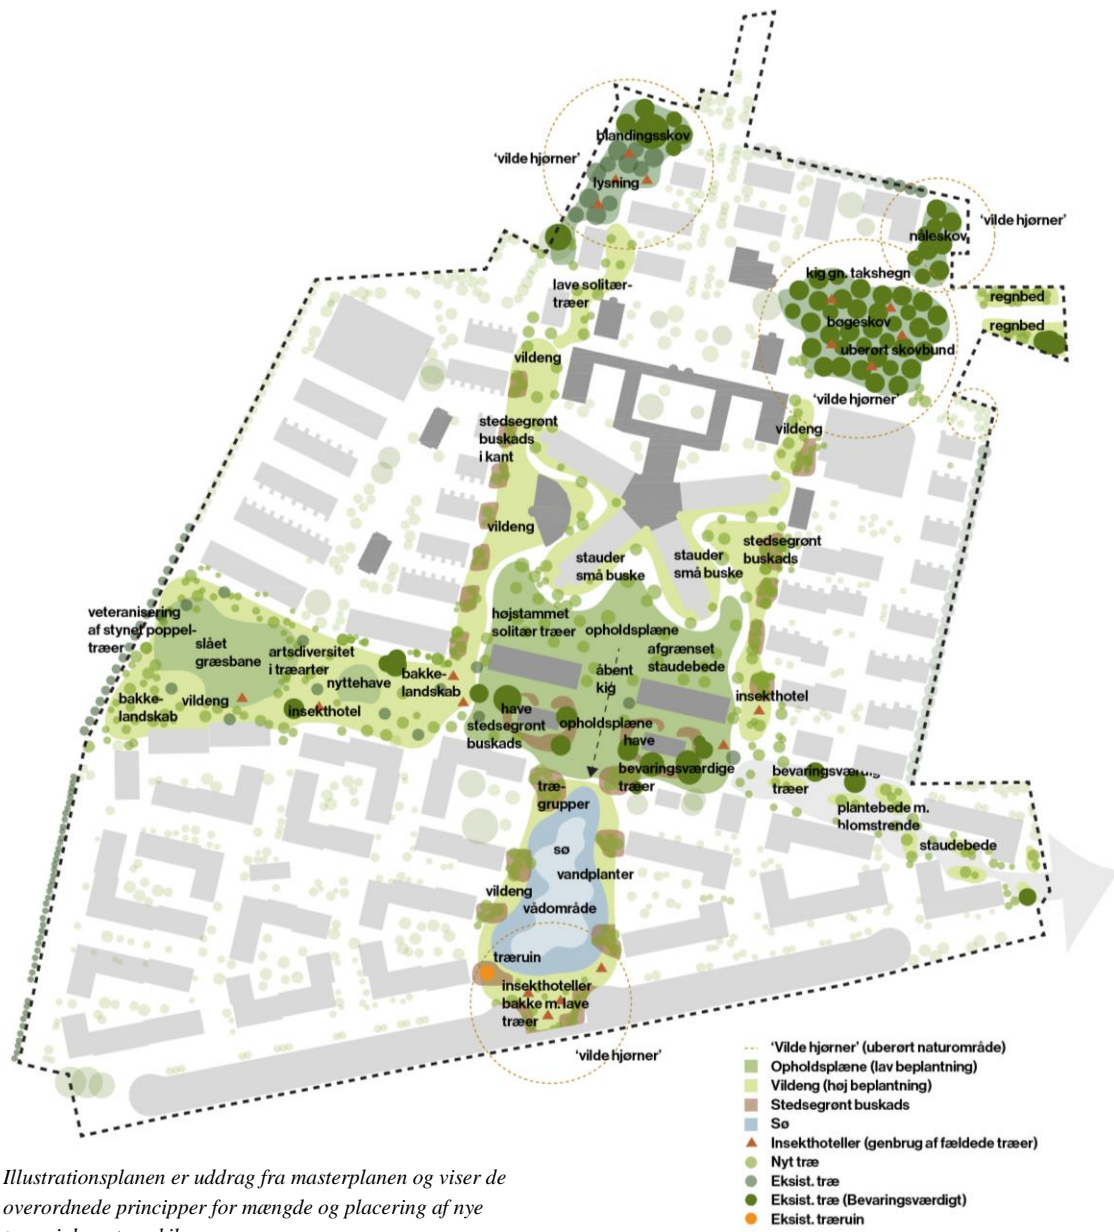 blandingsskov
'vilde hjørner'
lysning
'vilde hjørner'
nåleskov
kig gn. takshegn
lave solitær-
træer
regnbed
bøgeskov
regnbed
uberørt skovbund
vildeng
'vilde hjørner'
stedsegrønt
buskads
i kant
vildeng
vildeng
stedsegrønt
buskads
stauder
små buske
stauder
små buske
veteranisering
af stynet poppel-
træer
højstammet
solitær træer
opholdsplæne
afgrænset
staudebede
slået
græsbane
artsdiversitet
i træarter
nyttehave
bakke-
landskab
åbent
kig
bakke-
landskab
vildeng
insekthotel
insekthotel
have
stedsegrønt
buskads
opholdsplæne
have
bevaringsværdige
træer
bevaringsværdig
træer
træ-
grupper
plantebede m.
blomstrende
staudebede
sø
vandplanter
vildeng
vådområde
træruin
insekthoteller
bakke m. lave
træer
'vilde hjørner'
'Vilde hjørner' (uberørt naturområde)
Opholdsplæne (lav beplantning)
Vildeng (høj beplantning)
Stedsegrønt buskads
Sø
Insekthoteller (genbrug af fældede træer)
Nyt træ
Eksist. træ
Eksist. træ (Bevaringsværdigt)
Eksist. træruin
Illustrationsplanen er uddrag fra masterplanen og viser de
overordnede principper for mængde og placering af nye